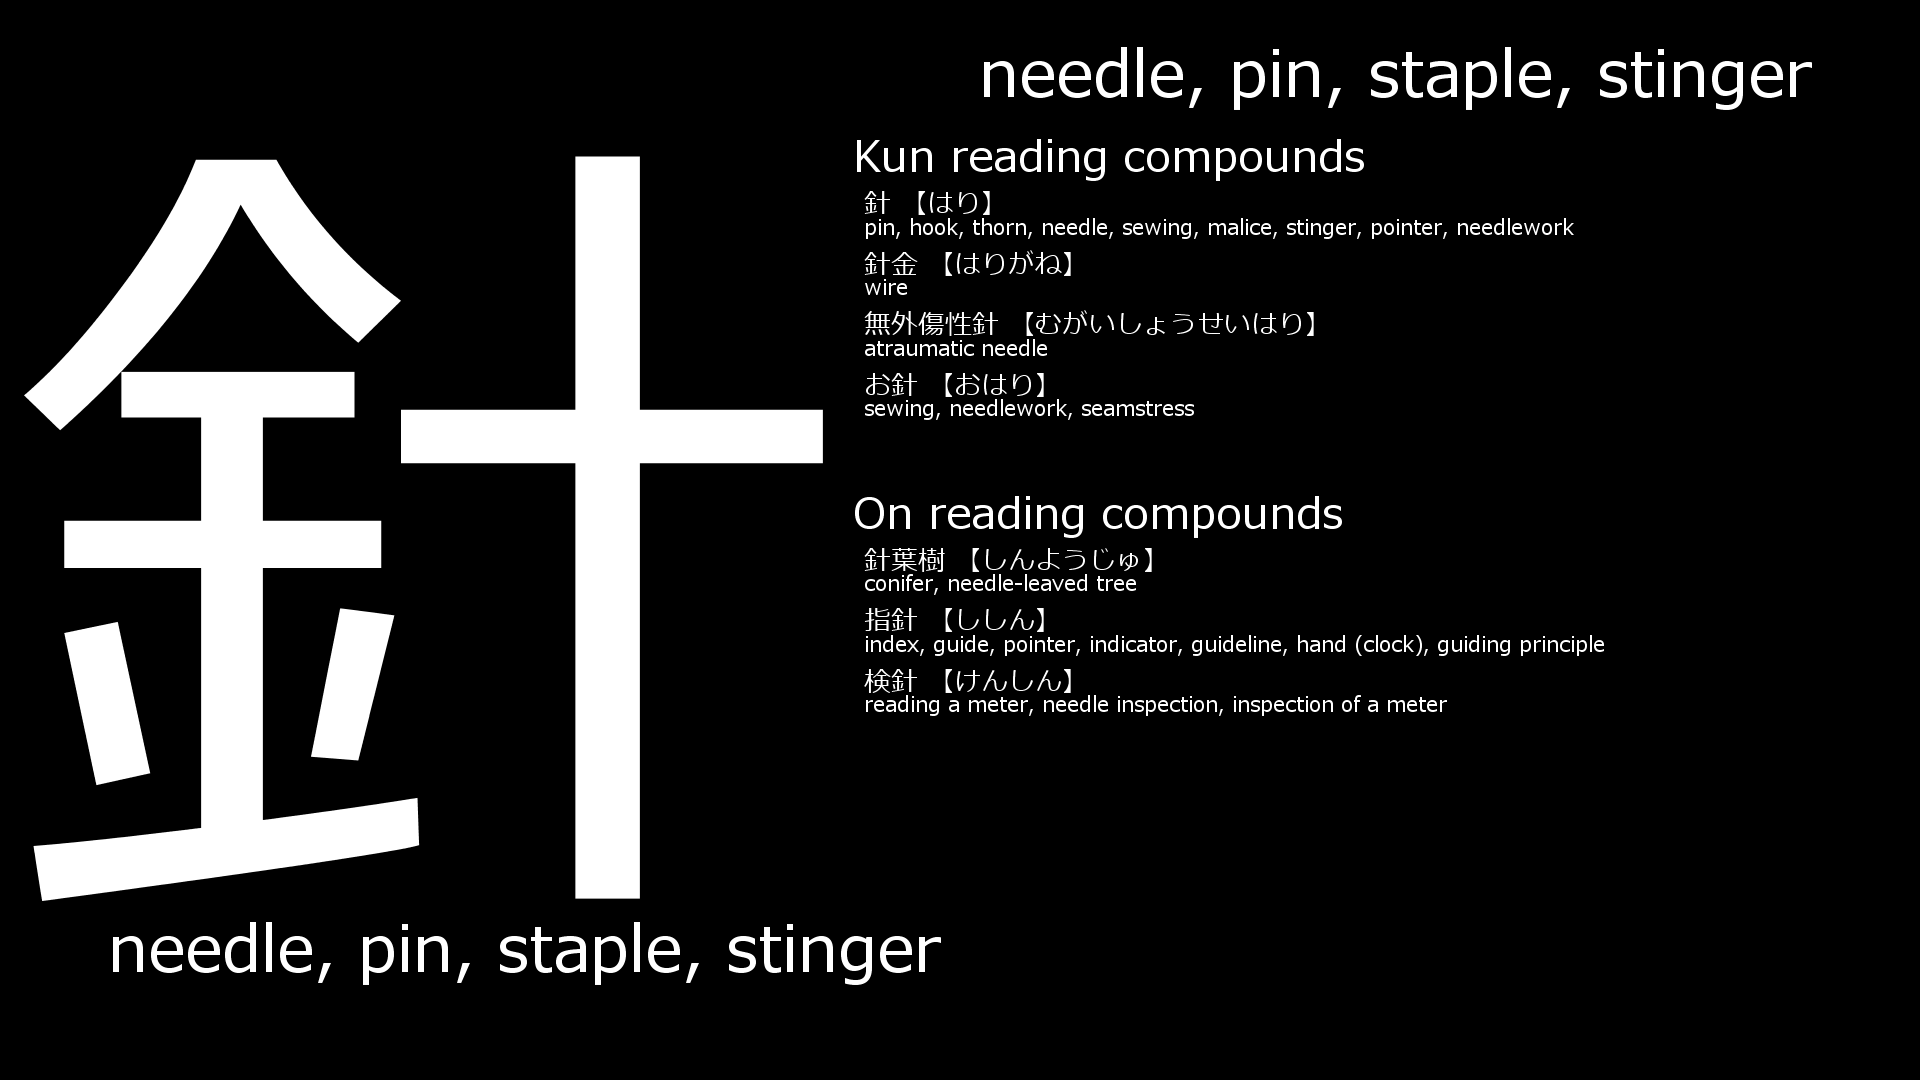 針
needle, pin, staple, stinger
needle, pin, staple, stinger
Kun reading compounds
針 【はり】
pin, hook, thorn, needle, sewing, malice, stinger, pointer, needlework
針金 【はりがね】
wire
無外傷性針 【むがいしょうせいはり】
atraumatic needle
お針 【おはり】
sewing, needlework, seamstress
On reading compounds
針葉樹 【しんようじゅ】
conifer, needle-leaved tree
指針 【ししん】
index, guide, pointer, indicator, guideline, hand (clock), guiding principle
検針 【けんしん】
reading a meter, needle inspection, inspection of a meter